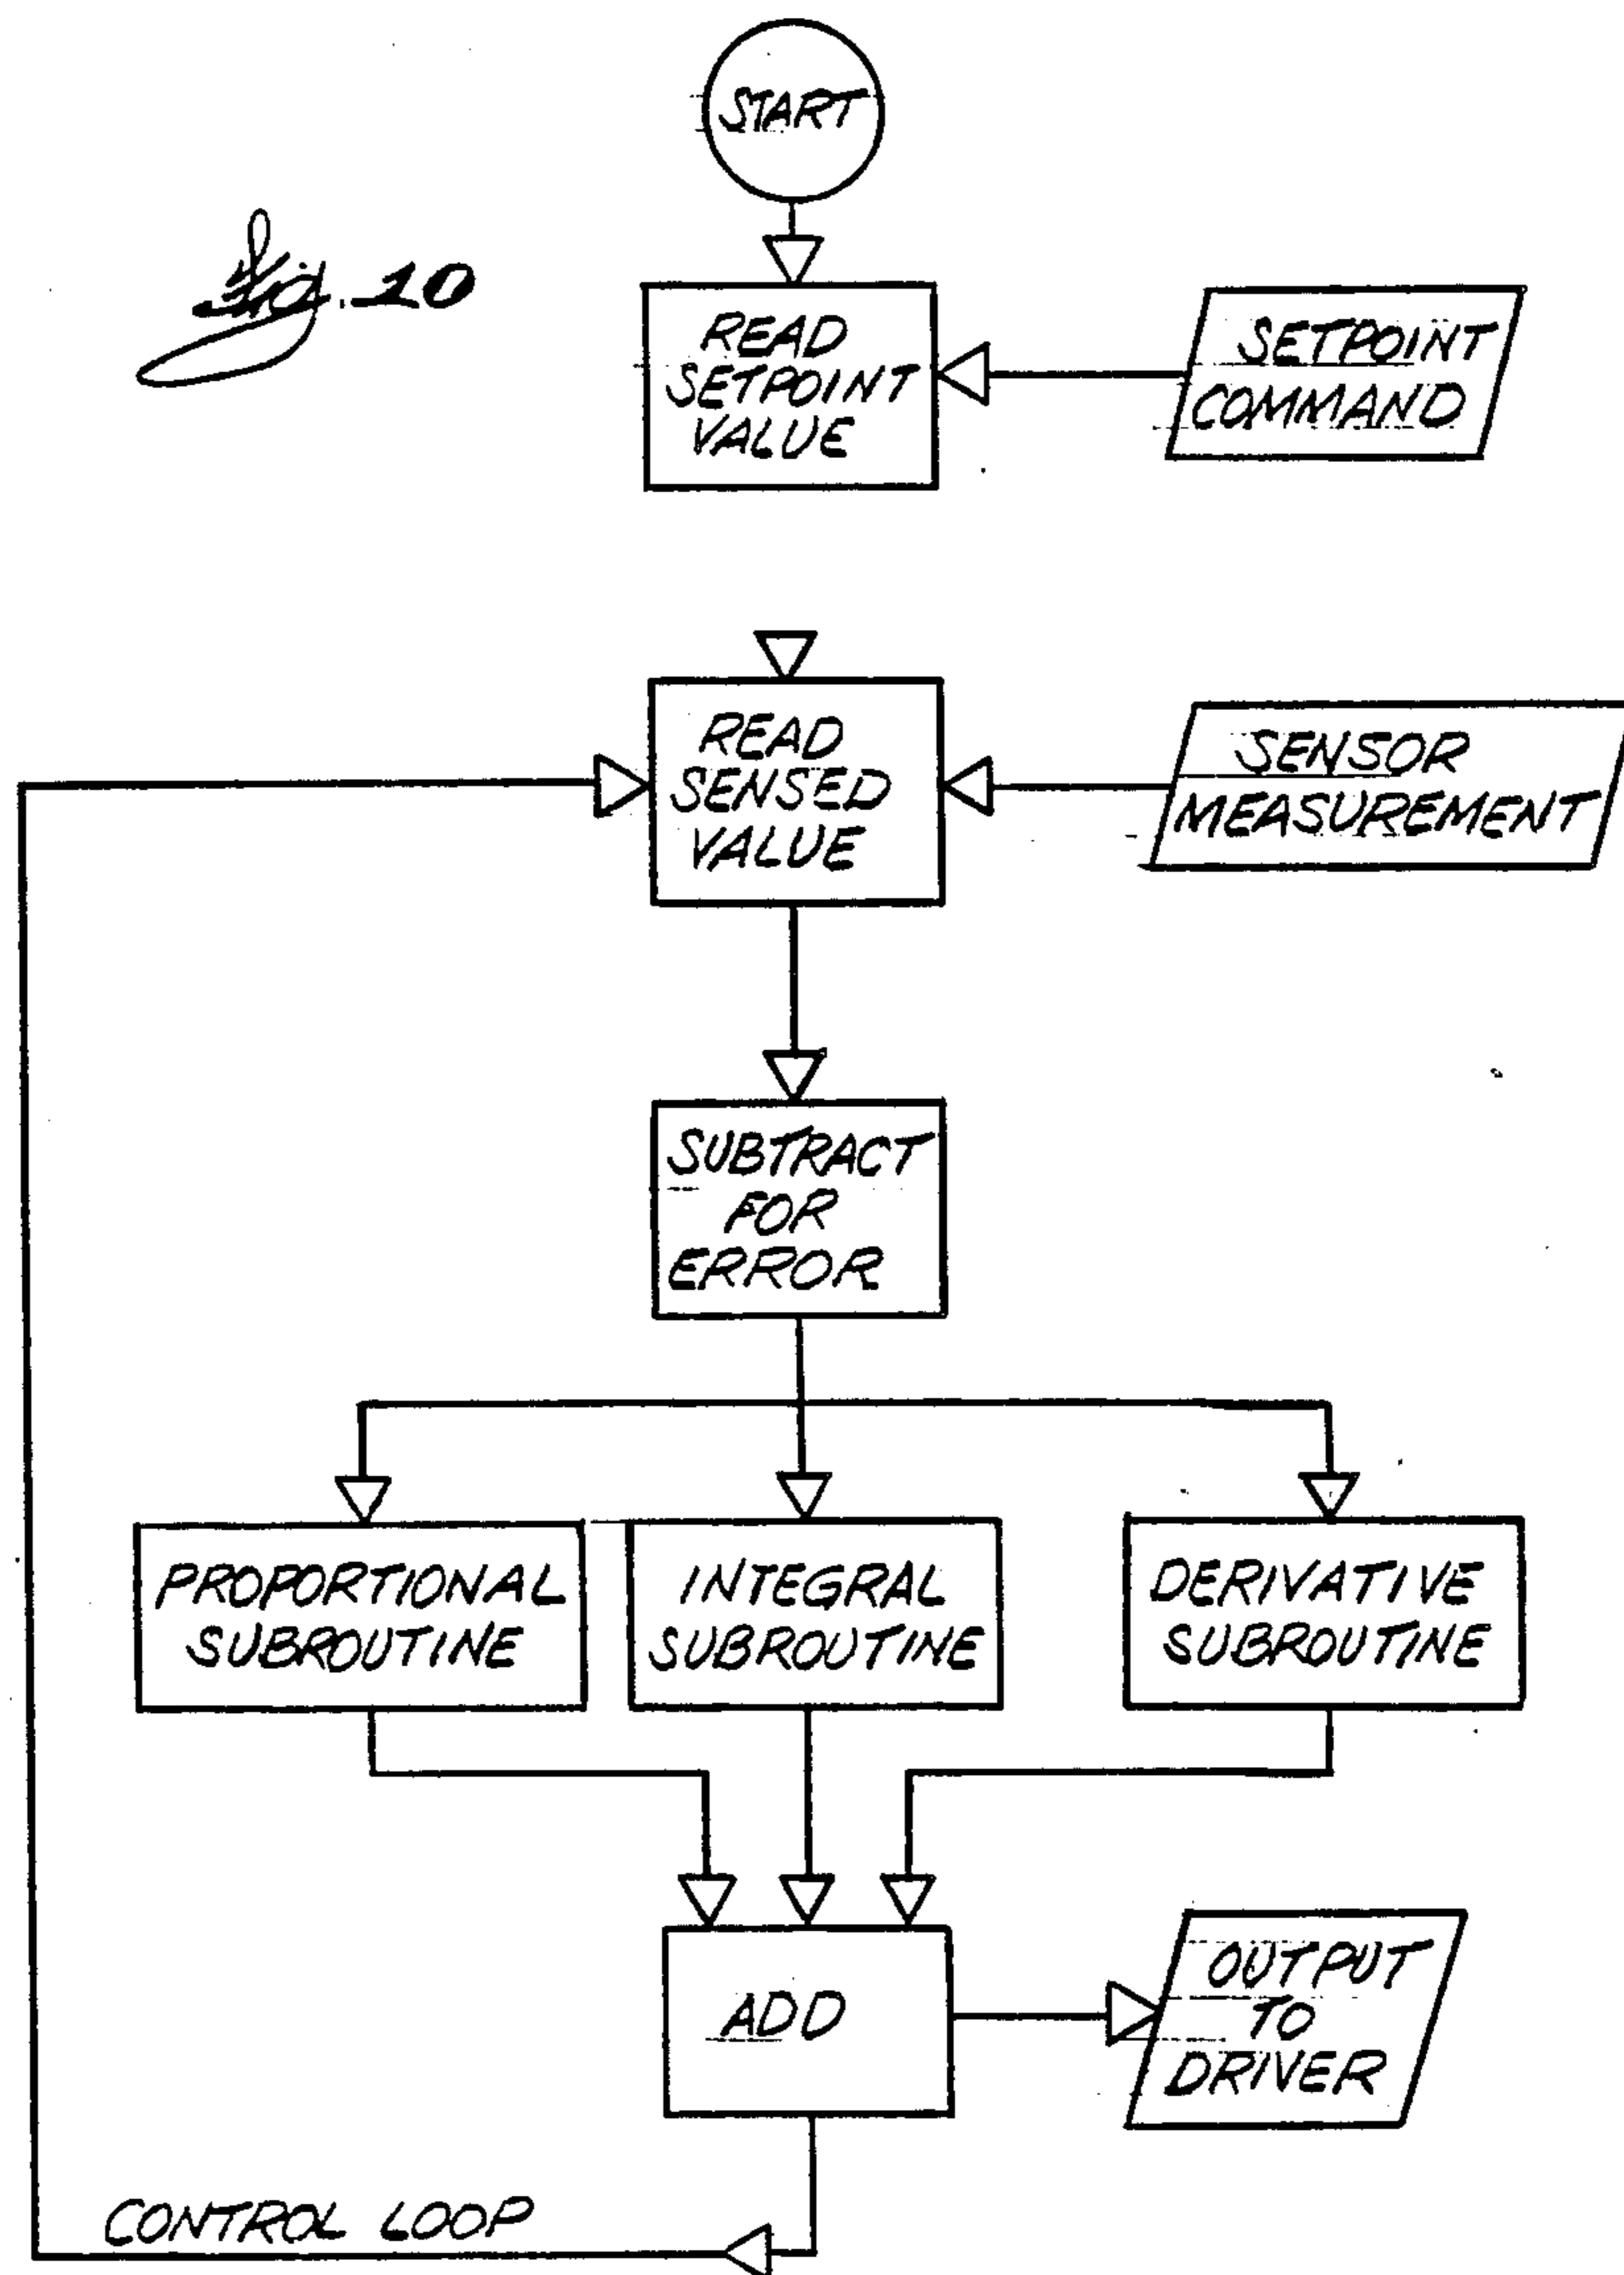 START
Fig. 10
READ
SETPOINT
VALUE
SETPOINT
COMMAND
READ
SENSED
VALUE
SENSOR
MEASUREMENT
SUBTRACT
FOR
ERROR
PROPORTIONAL
SUBROUTINE
INTEGRAL
SUBROUTINE
DERIVATIVE
SUBROUTINE
ADD
OUTPUT
TO
DRIVER
CONTROL LOOP